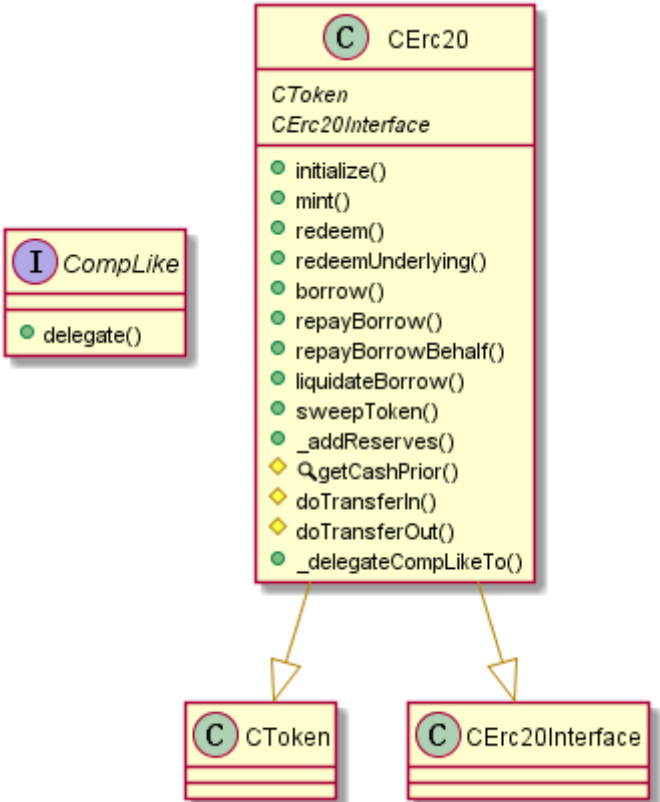 C CErc20
CToken
CErc20Interface
initialize()
mint()
redeem()
redeemUnderlying()
borrow()
repayBorrow()
repayBorrowBehalf()
liquidateBorrow()
sweepToken()
_addReserves()
getCashPrior()
doTransferIn()
doTransferOut()
_delegateCompLikeTo()
I CompLike
delegate()
C CToken
C CErc20Interface